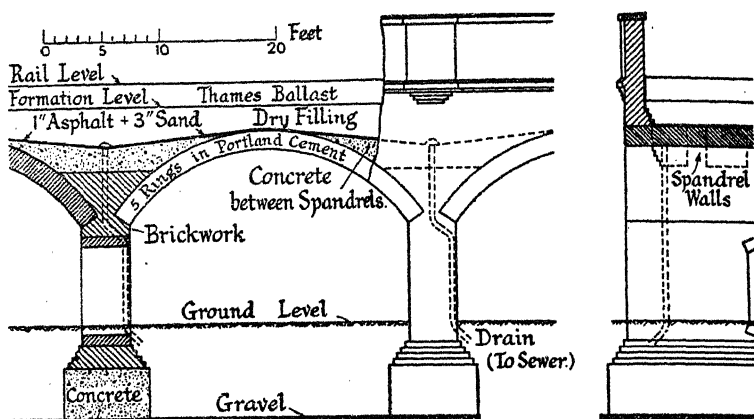 0 5 10 20 Feet
Rail Level
Formation Level Thames Ballast
1" Asphalt + 3" Sand Dry Filling
5 Rings in Portland Cement
Concrete
between Spandrels.
Spandrel
Walls
Brickwork
Ground Level
Drain
(To Sewer.)
Concrete
Gravel